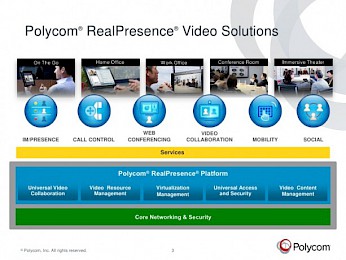 Polycom® RealPresence® Video Solutions
On The Go
Home Office
Work Office
Conference Room
Immersive Theater
IM/PRESENCE
CALL CONTROL
WEB
CONFERENCING
VIDEO
COLLABORATION
MOBILITY
SOCIAL
Services
Polycom® RealPresence® Platform
Universal Video
Collaboration
Video Resource
Management
Virtualization
Management
Universal Access
and Security
Video Content
Management
Core Networking & Security
© Polycom, Inc. All rights reserved.
Polycom